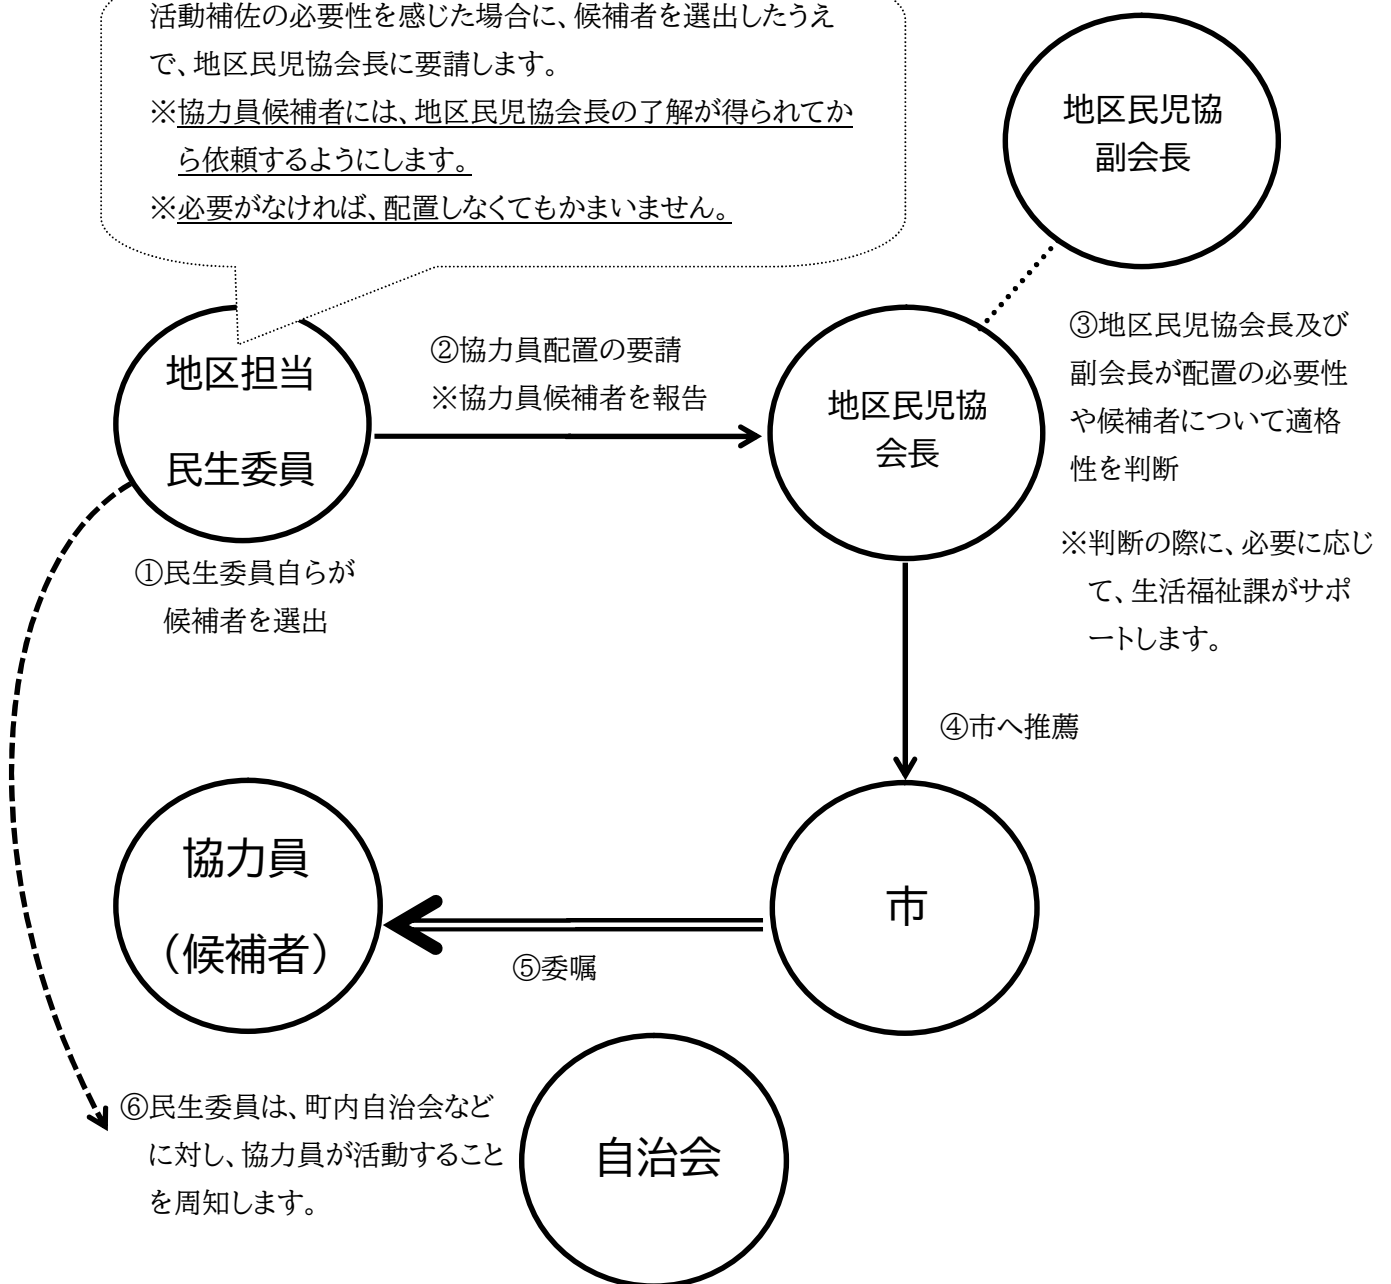 活動補佐の必要性を感じた場合に、候補者を選出したうえ
で、地区民児協会長に要請します。
※協力員候補者には、地区民児協会長の了解が得られてか
ら依頼するようにします。
※必要がなければ、配置しなくてもかまいません。
地区民児協
副会長
地区担当
民生委員
②協力員配置の要請
※協力員候補者を報告
地区民児協
会長
③地区民児協会長及び
副会長が配置の必要性
や候補者について適格
性を判断
※判断の際に、必要に応じ
て、生活福祉課がサポ
ートします。
①民生委員自らが
候補者を選出
④市へ推薦
協力員
（候補者）
市
⑤委嘱
⑥民生委員は、町内自治会など
に対し、協力員が活動すること
を周知します。
自治会